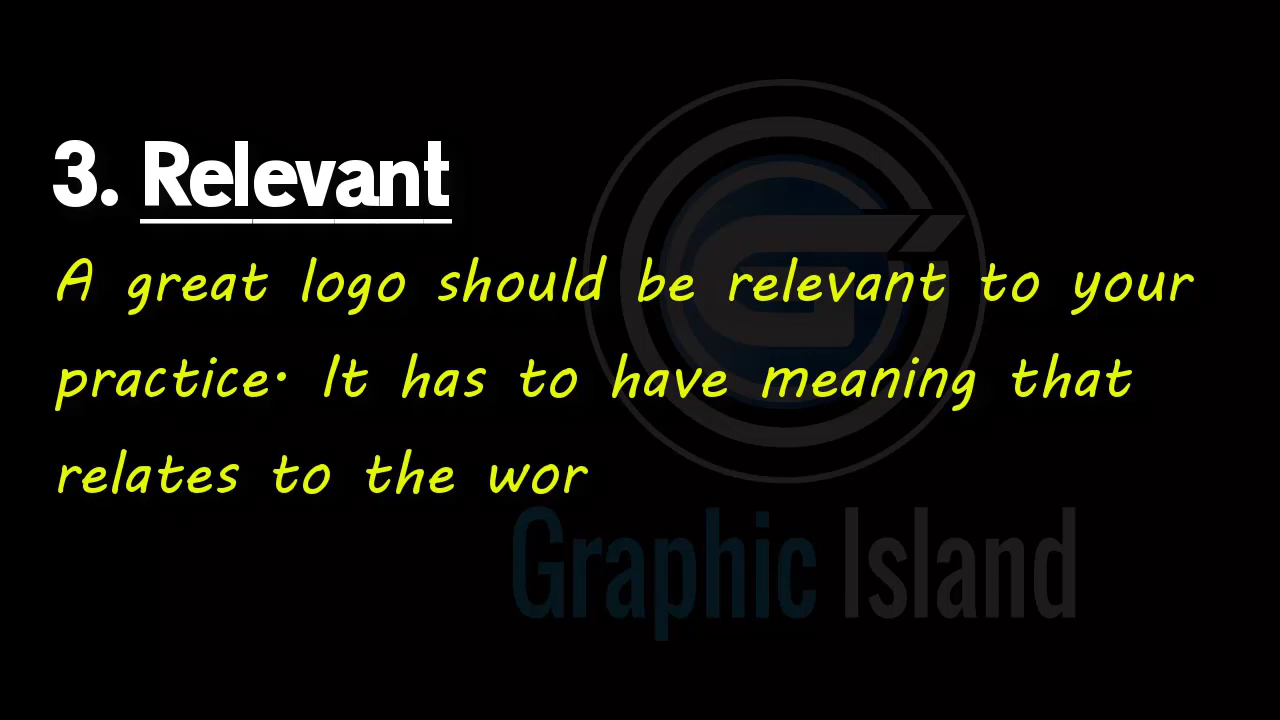 3. Relevant
A great logo should be relevant to your
practice. It has to have meaning that
relates to the wor
Graphic Island